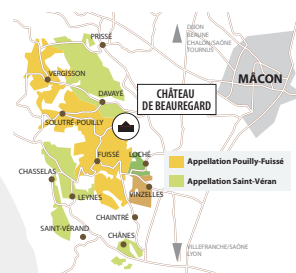 DIJON
BEAUNE
CHALON/SAÔNE
TOURNUS
PRISSÉ
MÂCON
VERGISSON
DAVAYÉ
CHÂTEAU
DE BEAUREGARD
SOLUTRÉ-POUILLY
FUISSÉ
LOCHÉ
Appellation Pouilly-Fuissé
CHASSELAS
Appellation Saint-Véran
LEYNES
VINZELLES
CHAINTRÉ
SAINT-VÉRAND
CHÂNES
VILLEFRANCHE/SAÔNE
LYON